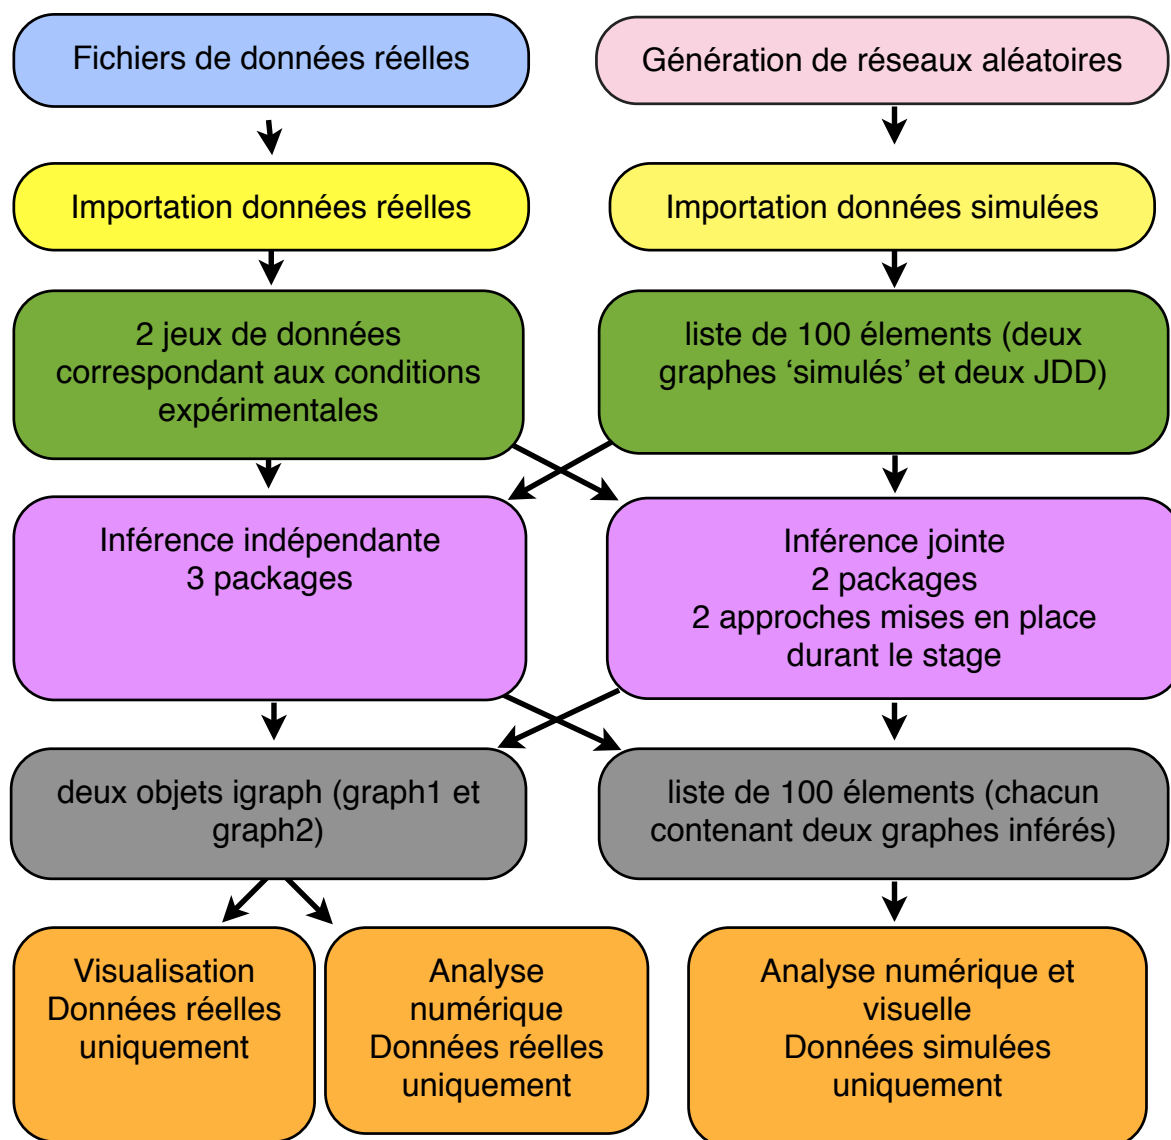 Fichiers de données réelles
Génération de réseaux aléatoires
Importation données réelles
Importation données simulées
2 jeux de données
correspondant aux conditions
expérimentales
liste de 100 élements (deux
graphes ‘simulés’ et deux JDD)
Inférence indépendante
3 packages
Inférence jointe
2 packages
2 approches mises en place
durant le stage
deux objets igraph (graph1 et
graph2)
liste de 100 élements (chacun
contenant deux graphes inférés)
Visualisation
Données réelles
uniquement
Analyse
numérique
Données réelles
uniquement
Analyse numérique et
visuelle
Données simulées
uniquement